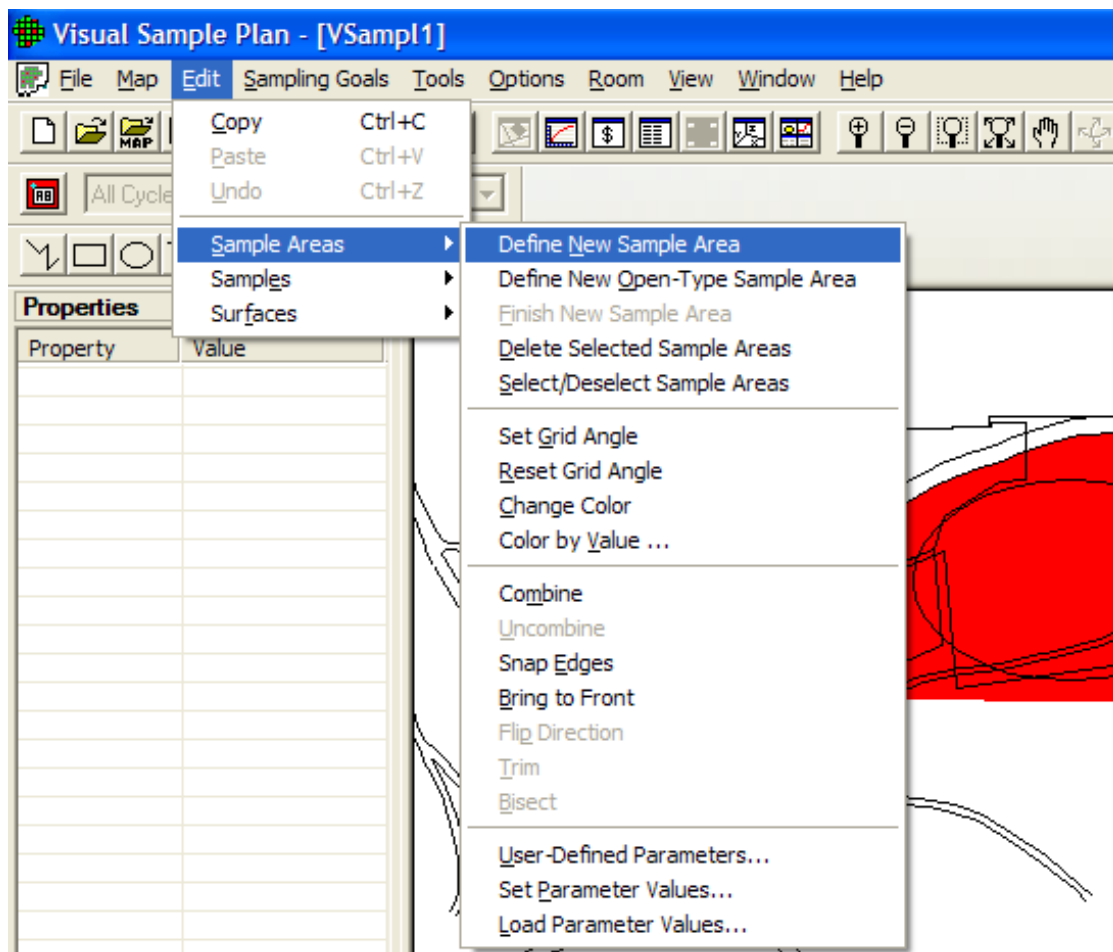 Visual Sample Plan - [VSampl1]
File Map Edit Sampling Goals Tools Options Room View Window Help
MAP
Copy Ctrl+C
Paste Ctrl+V
Undo Ctrl+Z
AB All Cycle
Sample Areas
Samples
Surfaces
Define New Sample Area
Define New Open-Type Sample Area
Finish New Sample Area
Delete Selected Sample Areas
Select/Deselect Sample Areas
Set Grid Angle
Reset Grid Angle
Change Color
Color by Value ...
Combine
Uncombine
Snap Edges
Bring to Front
Flip Direction
Trim
Bisect
User-Defined Parameters...
Set Parameter Values...
Load Parameter Values...
Properties
Property Value